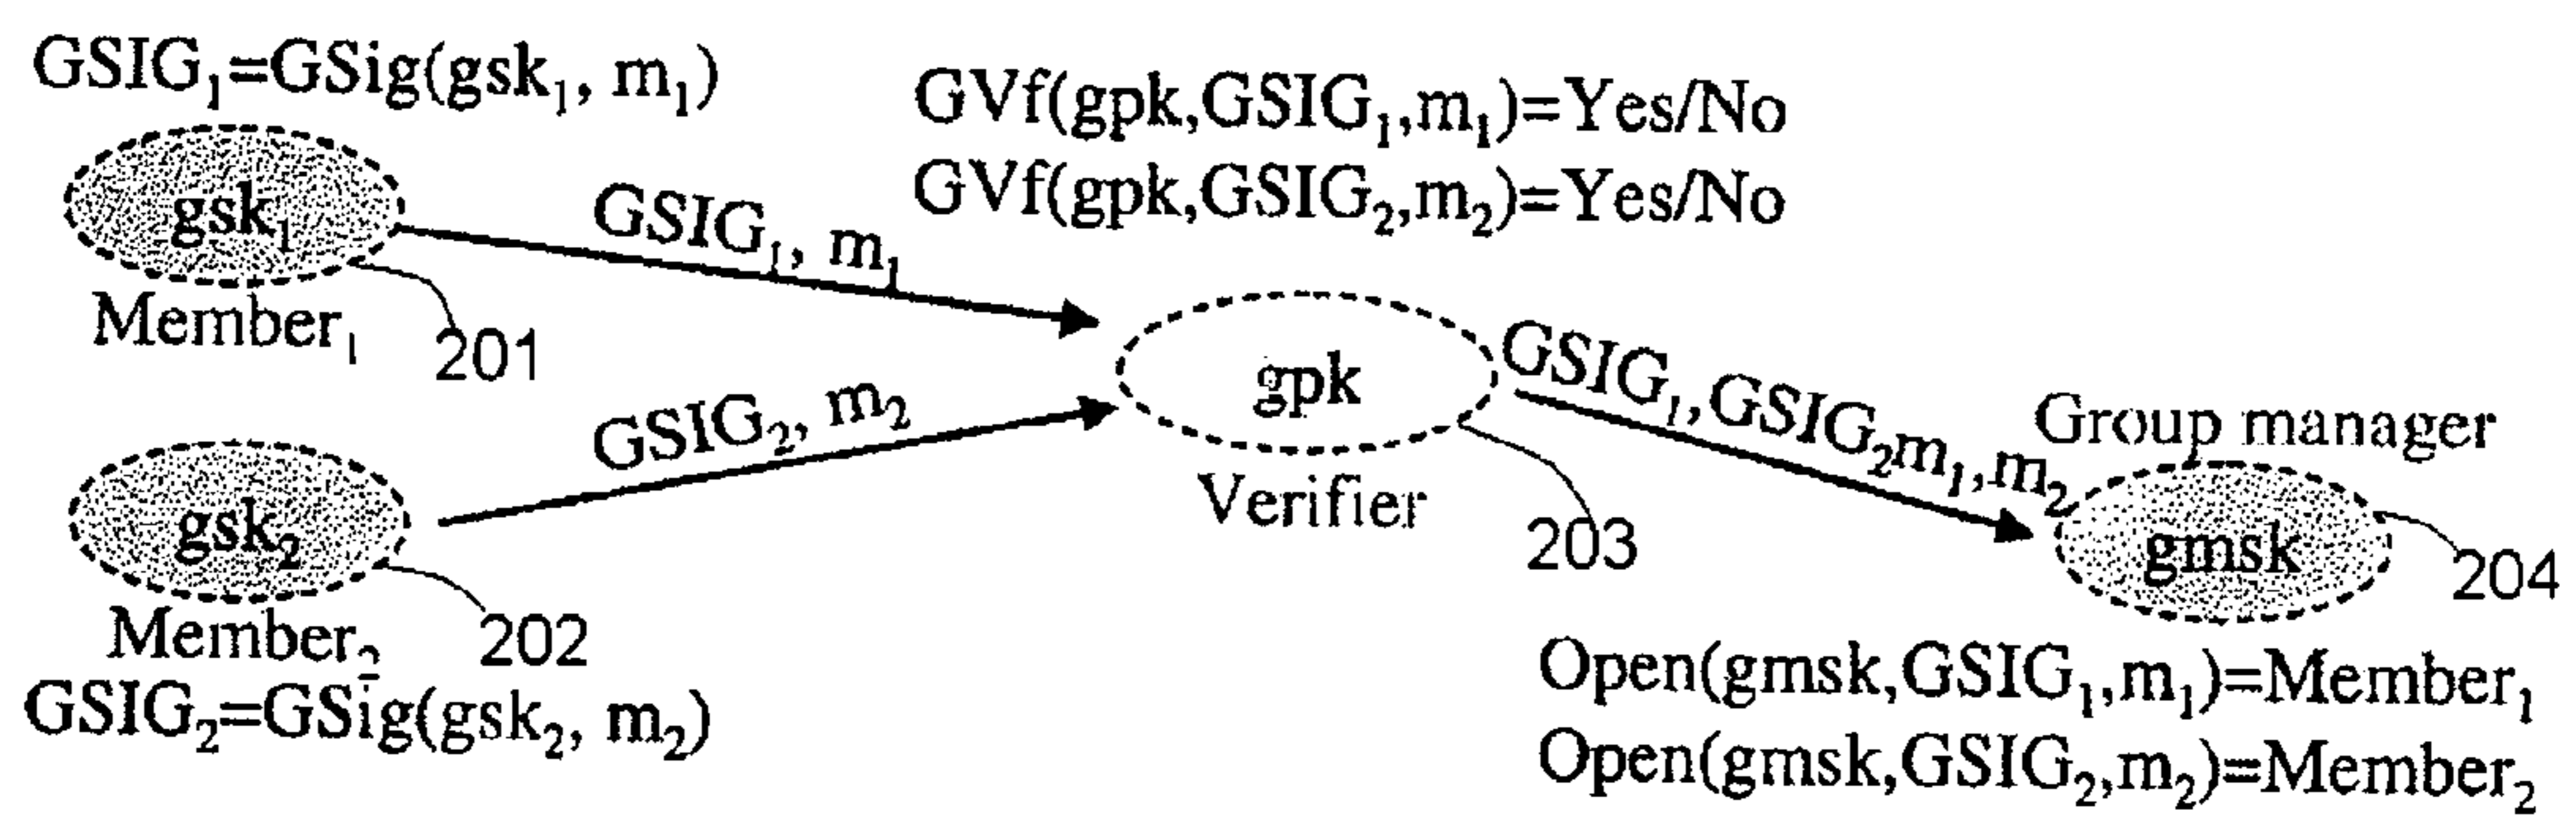 GSIG₁=GSig(gsk₁, m₁)
GVf(gpk,GSIG₁,m₁)=Yes/No
GVf(gpk,GSIG₂,m₂)=Yes/No
gsk₁
GSIG₁, m₁
Member₁
201
gpk
GSIG₁,GSIG₂m₁,m₂
Verifier
203
GSIG₂, m₂
gsk₂
Member₂
202
GSIG₂=GSig(gsk₂, m₂)
Group manager
gmsk
204
Open(gmsk,GSIG₁,m₁)=Member₁
Open(gmsk,GSIG₂,m₂)=Member₂